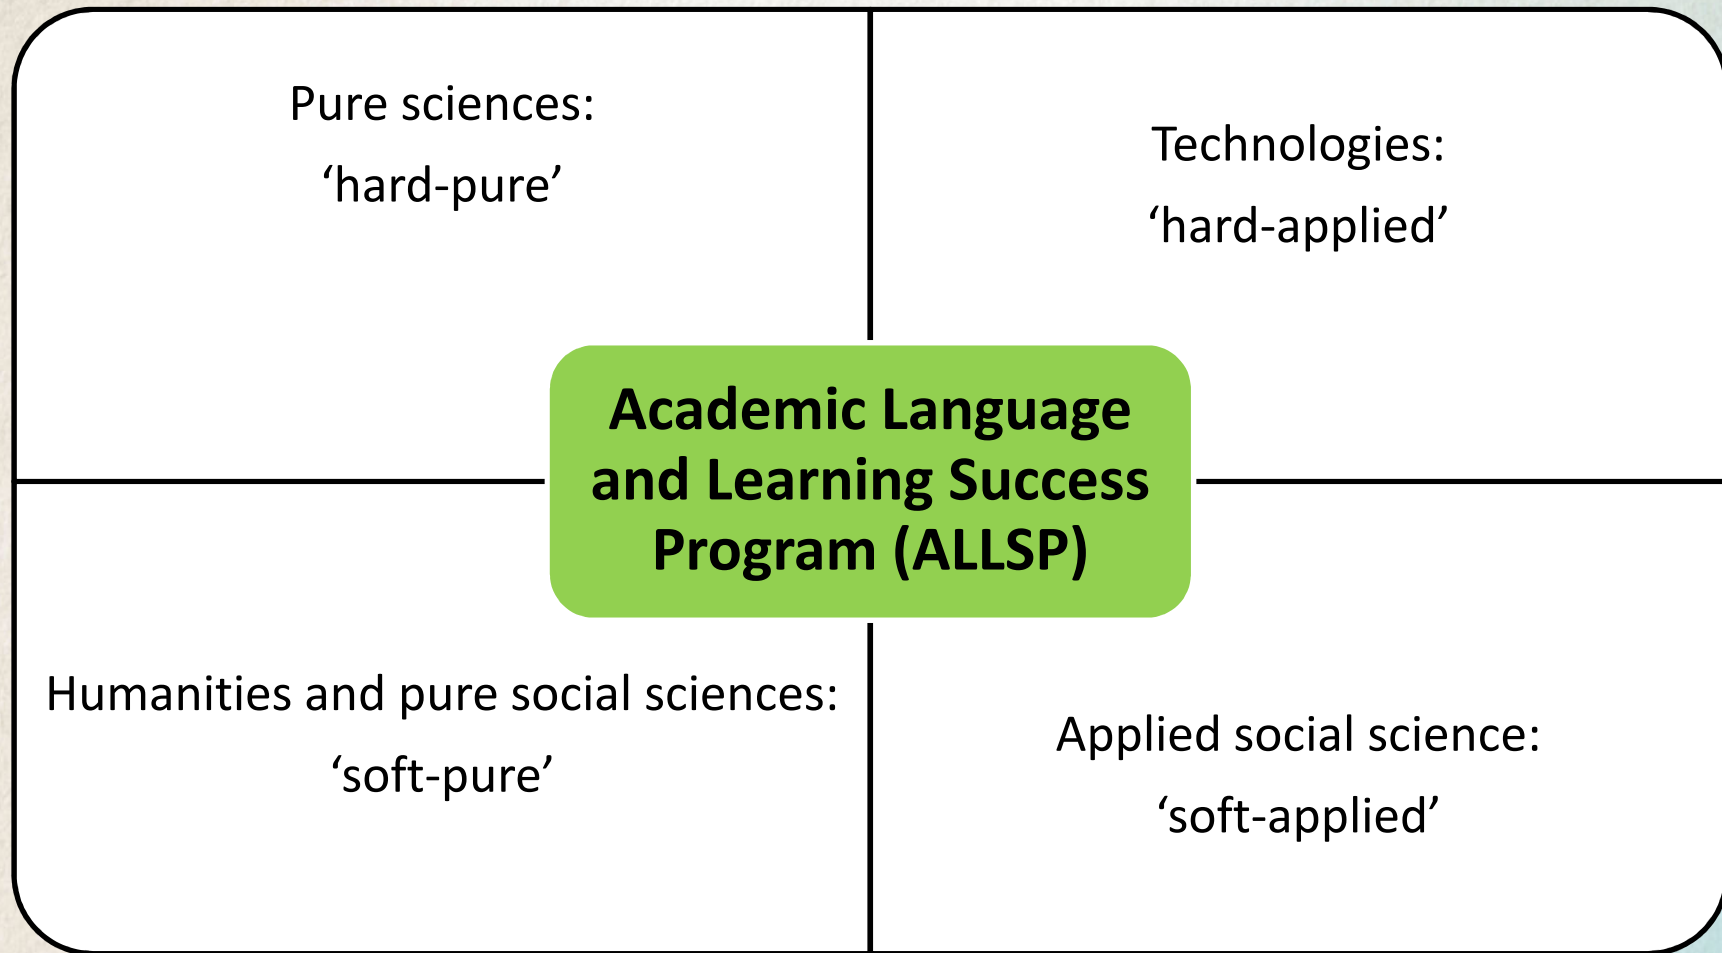 Pure sciences:
‘hard-pure’
Technologies:
‘hard-applied’
Academic Language
and Learning Success
Program (ALLSP)
Humanities and pure social sciences:
‘soft-pure’
Applied social science:
‘soft-applied’